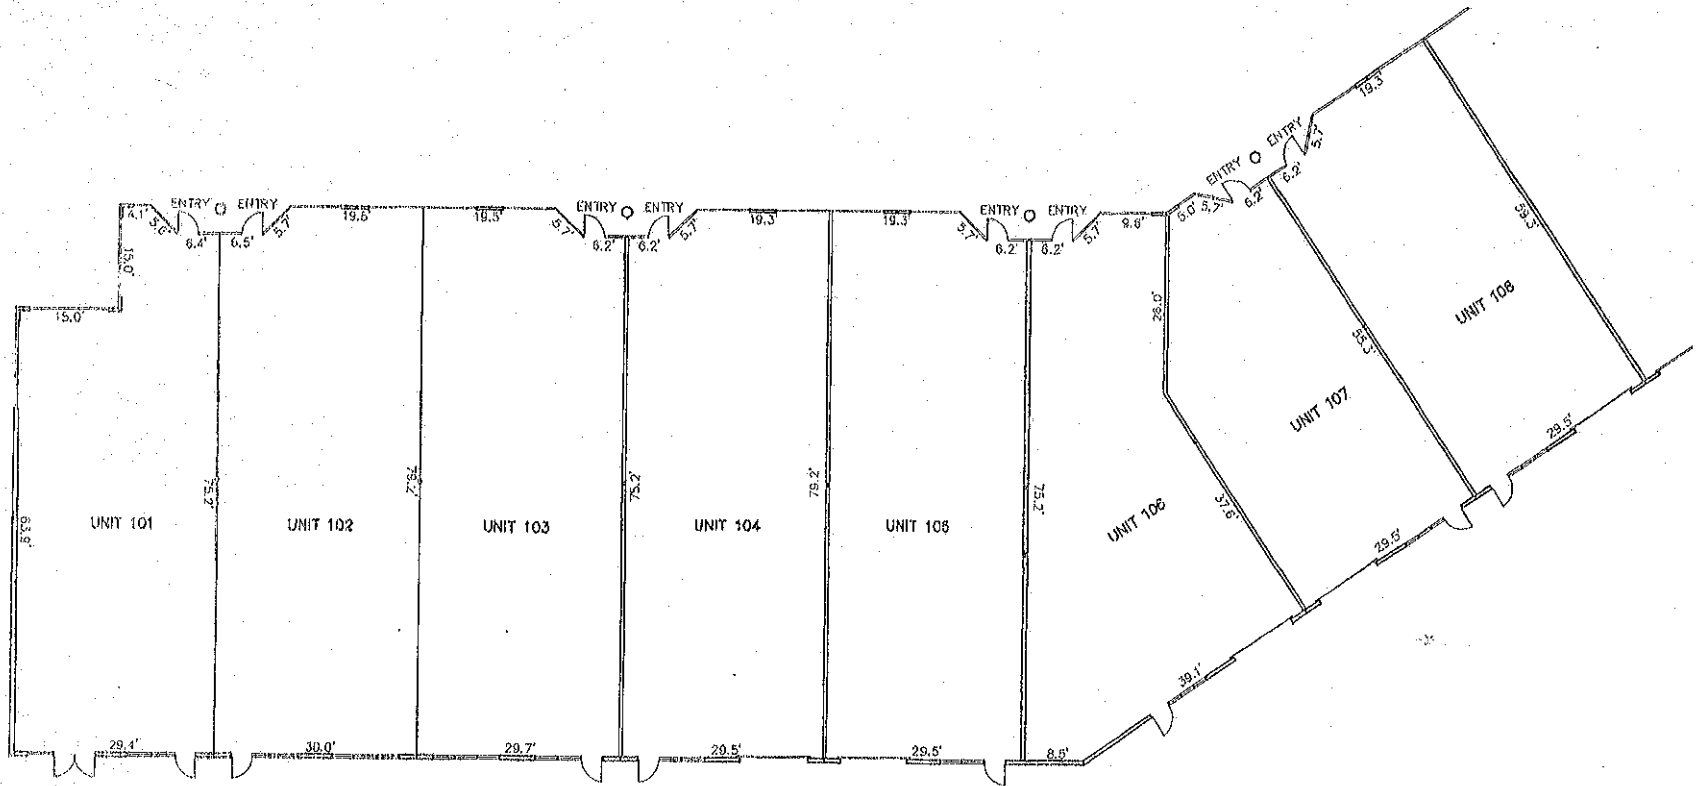 4.1'
5.6'
ENTRY
ENTRY
6.4'
6.5'
5.7'
19.5'
19.5'
5.7'
ENTRY
ENTRY
6.2'
6.2'
5.7'
19.3'
19.3'
5.7'
ENTRY
ENTRY
6.2'
6.2'
5.7'
9.8'
5.0'
5.7'
ENTRY
ENTRY
6.2'
6.2'
5.7'
19.3'
15.0'
15.0'
28.0'
59.3'
55.3'
63.9'
75.2'
79.2'
75.2'
79.2'
75.2'
37.6'
UNIT 101
UNIT 102
UNIT 103
UNIT 104
UNIT 105
UNIT 106
UNIT 107
UNIT 108
29.4'
30.0'
29.7'
29.5'
29.5'
8.5'
39.1'
29.5'
29.5'